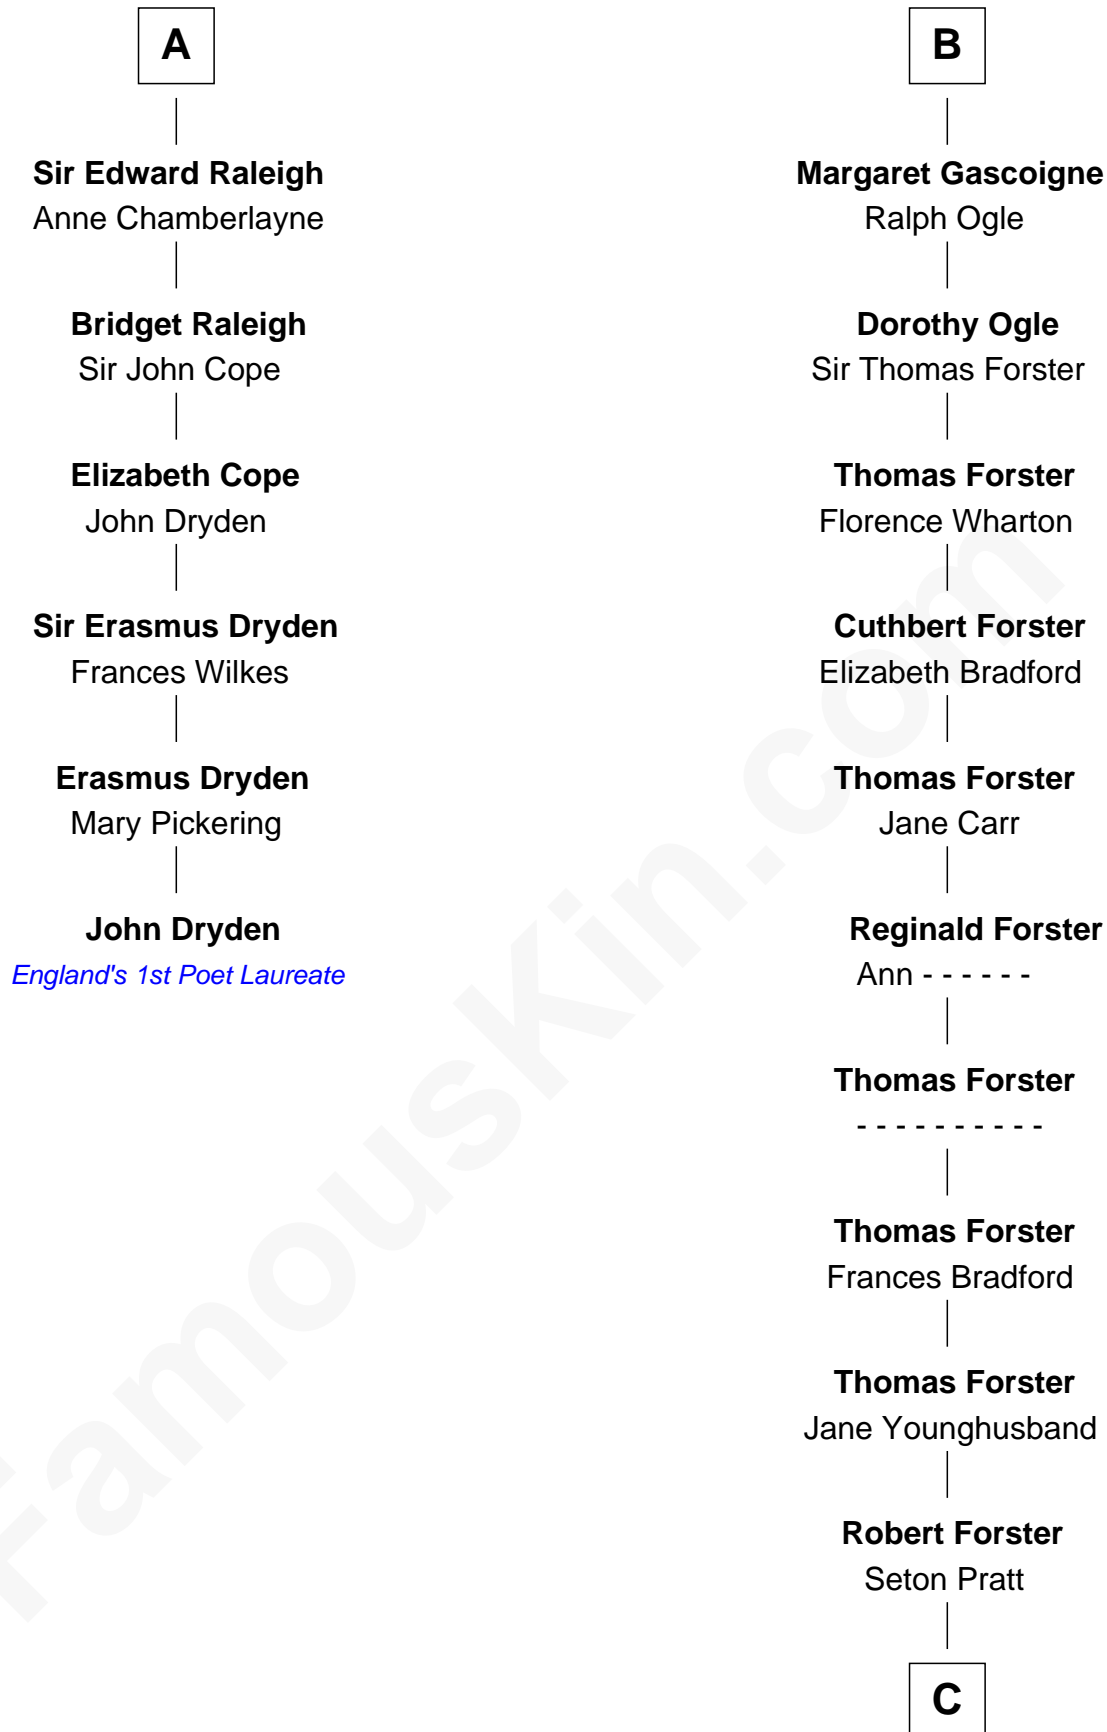 A
Sir Edward Raleigh
Anne Chamberlayne
Bridget Raleigh
Sir John Cope
Elizabeth Cope
John Dryden
Sir Erasmus Dryden
Frances Wilkes
Erasmus Dryden
Mary Pickering
John Dryden
England's 1st Poet Laureate
B
Margaret Gascoigne
Ralph Ogle
Dorothy Ogle
Sir Thomas Forster
Thomas Forster
Florence Wharton
Cuthbert Forster
Elizabeth Bradford
Thomas Forster
Jane Carr
Reginald Forster
Ann - - - - - -
Thomas Forster
- - - - - - - - - -
Thomas Forster
Frances Bradford
Thomas Forster
Jane Younghusband
Robert Forster
Seton Pratt
C
FamousKin.com